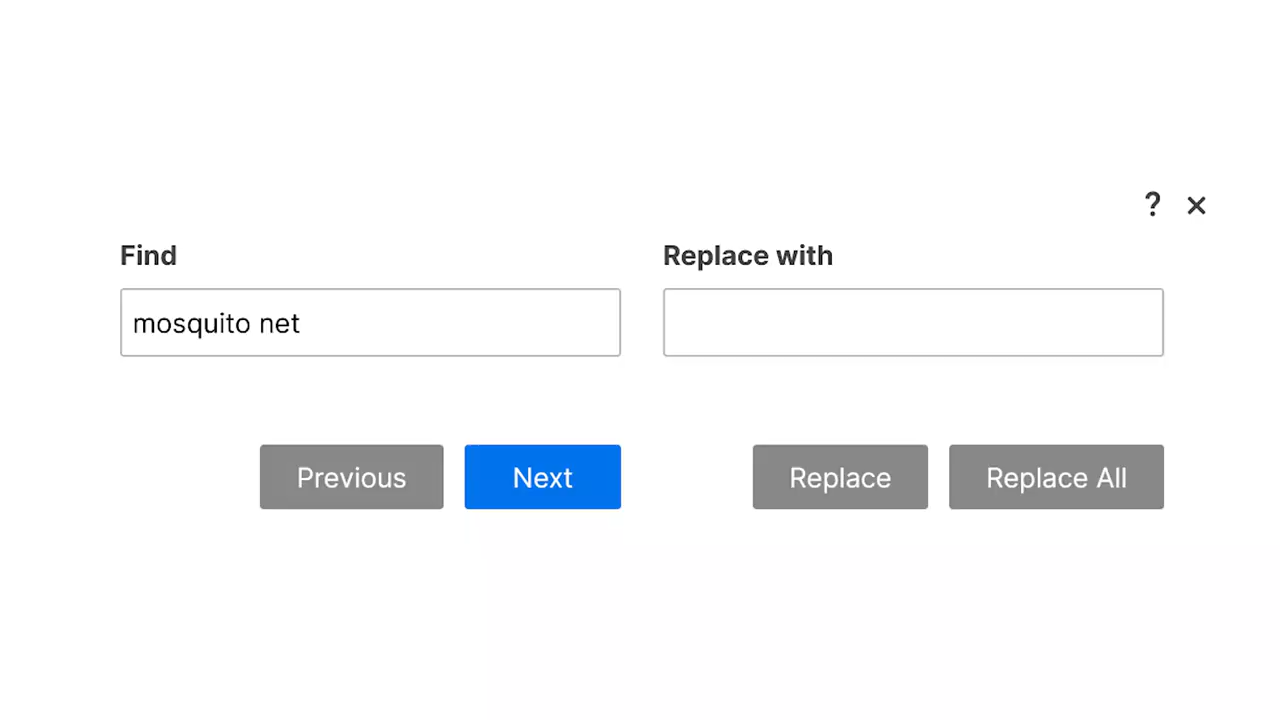 ? ×
Find
Replace with
mosquito net
Previous
Next
Replace
Replace All